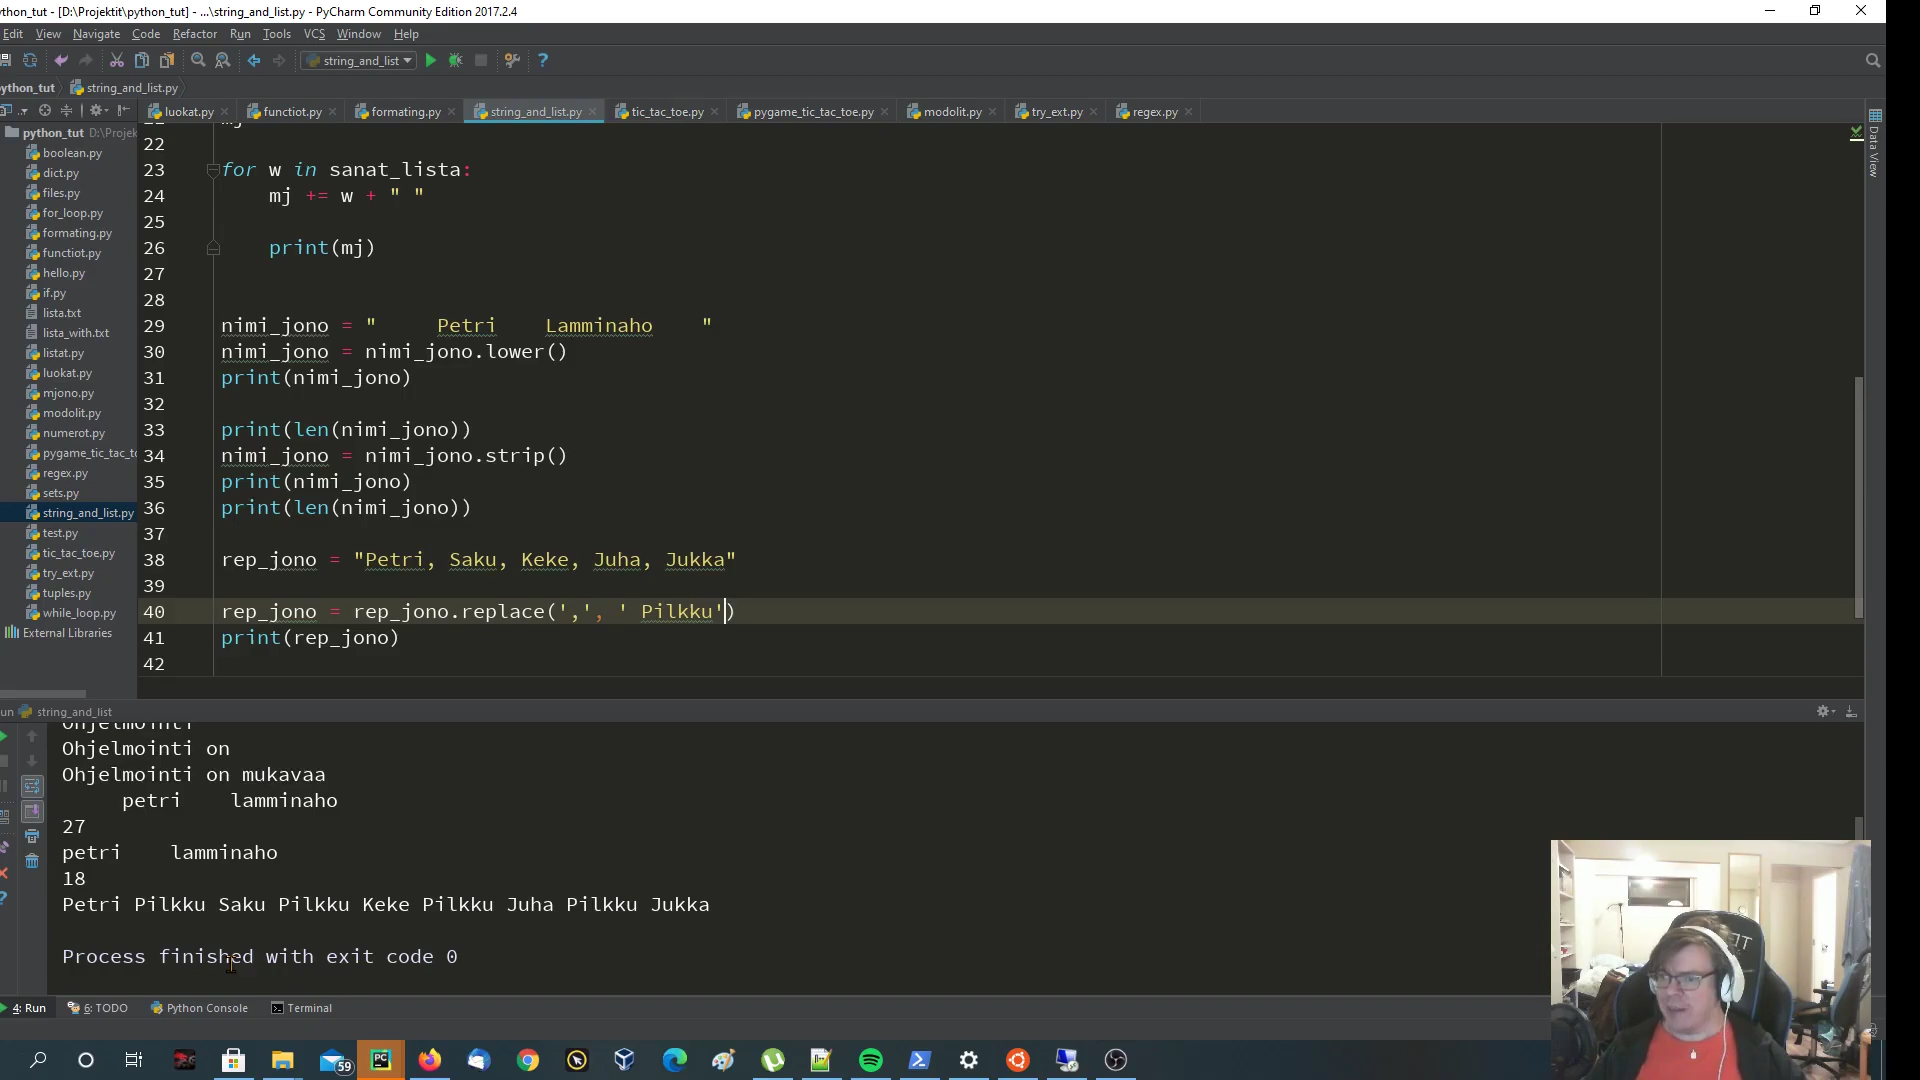 ython_tut - [D:\Projektit\python_tut] - ...\string_and_list.py - PyCharm Community Edition 2017.2.4
Edit View Navigate Code Refactor Run Tools VCS Window Help
string_and_list
ython_tut string_and_list.py
luokat.py functiot.py formating.py string_and_list.py tic_tac_toe.py pygame_tic_tac_toe.py modolit.py try_ext.py regex.py
python_tut D:\Projek
boolean.py
dict.py
files.py
for_loop.py
formating.py
functiot.py
hello.py
if.py
lista.txt
lista_with.txt
listat.py
luokat.py
mjono.py
modolit.py
numerot.py
pygame_tic_tac_to
regex.py
sets.py
string_and_list.py
test.py
tic_tac_toe.py
try_ext.py
tuples.py
while_loop.py
External Libraries
22
23 for w in sanat_lista:
24 mj += w + " "
25
26 print(mj)
27
28
29 nimi_jono = "     Petri    Lamminaho    "
30 nimi_jono = nimi_jono.lower()
31 print(nimi_jono)
32
33 print(len(nimi_jono))
34 nimi_jono = nimi_jono.strip()
35 print(nimi_jono)
36 print(len(nimi_jono))
37
38 rep_jono = "Petri, Saku, Keke, Juha, Jukka"
39
40 rep_jono = rep_jono.replace(',', ' Pilkku')
41 print(rep_jono)
42
Data View
un string_and_list
Ohjelmointi
Ohjelmointi on
Ohjelmointi on mukavaa
     petri    lamminaho
27
petri    lamminaho
18
Petri Pilkku Saku Pilkku Keke Pilkku Juha Pilkku Jukka
Process finished with exit code 0
4: Run 6: TODO Python Console Terminal
59
PC